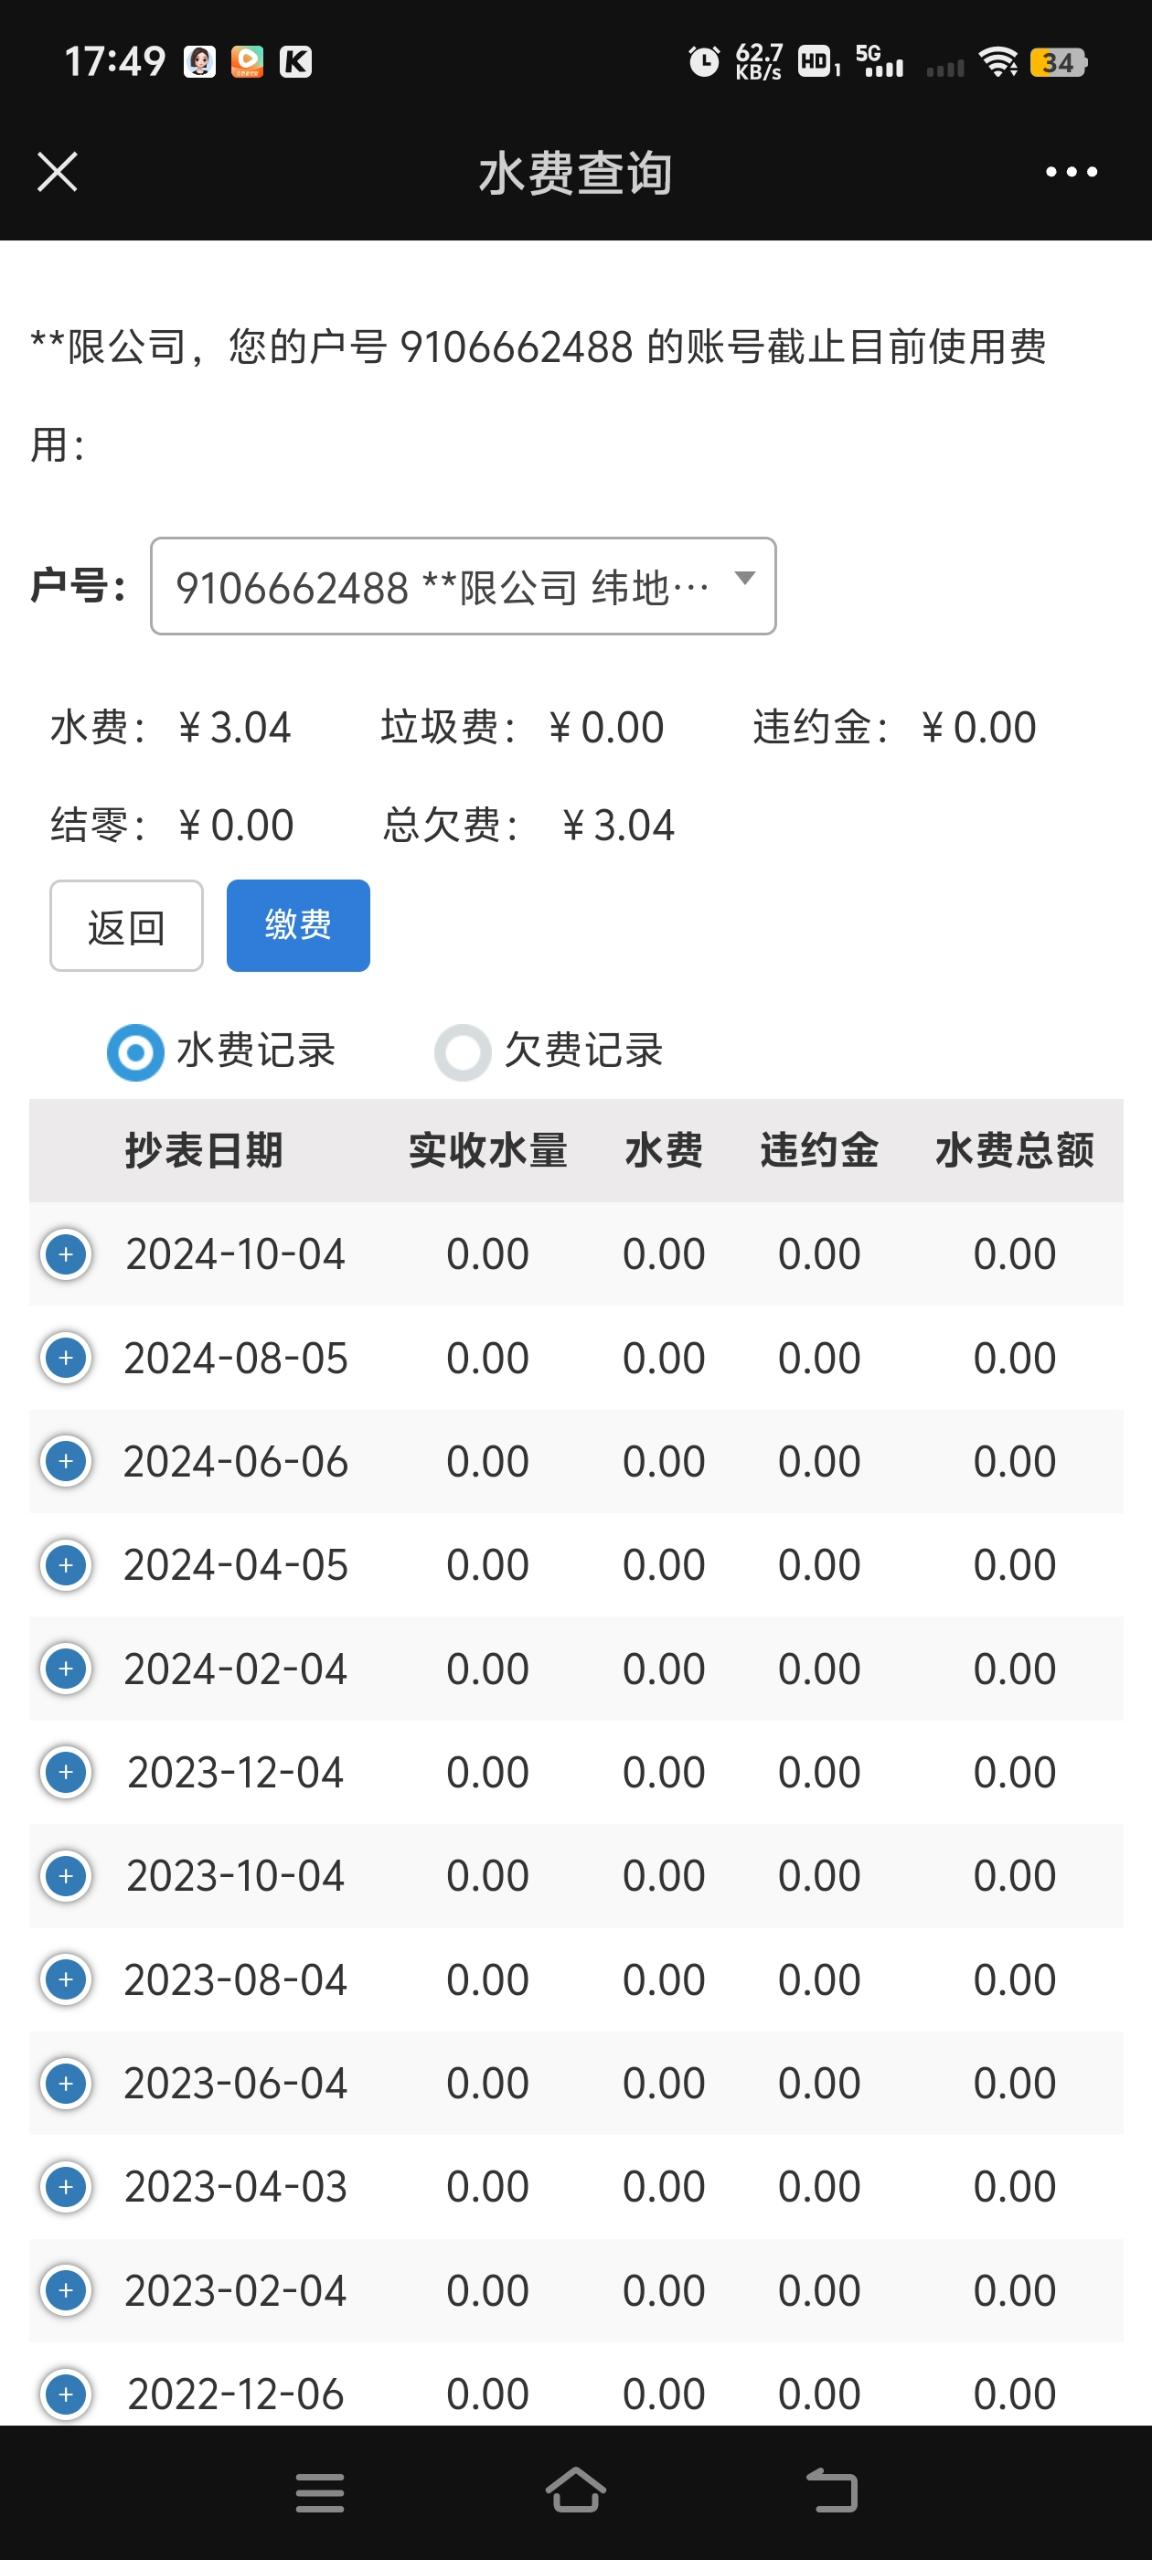 17:49 K 62.7 KB/s HD 1 5G 34
水费查询
**限公司，您的户号 9106662488 的账号截止目前使用费
用：
户号： 9106662488 **限公司 纬地…
水费： ￥3.04 垃圾费： ￥0.00 违约金： ￥0.00
结零： ￥0.00 总欠费： ￥3.04
返回 缴费
水费记录 欠费记录
抄表日期 实收水量 水费 违约金 水费总额
+ 2024-10-04 0.00 0.00 0.00 0.00
+ 2024-08-05 0.00 0.00 0.00 0.00
+ 2024-06-06 0.00 0.00 0.00 0.00
+ 2024-04-05 0.00 0.00 0.00 0.00
+ 2024-02-04 0.00 0.00 0.00 0.00
+ 2023-12-04 0.00 0.00 0.00 0.00
+ 2023-10-04 0.00 0.00 0.00 0.00
+ 2023-08-04 0.00 0.00 0.00 0.00
+ 2023-06-04 0.00 0.00 0.00 0.00
+ 2023-04-03 0.00 0.00 0.00 0.00
+ 2023-02-04 0.00 0.00 0.00 0.00
+ 2022-12-06 0.00 0.00 0.00 0.00